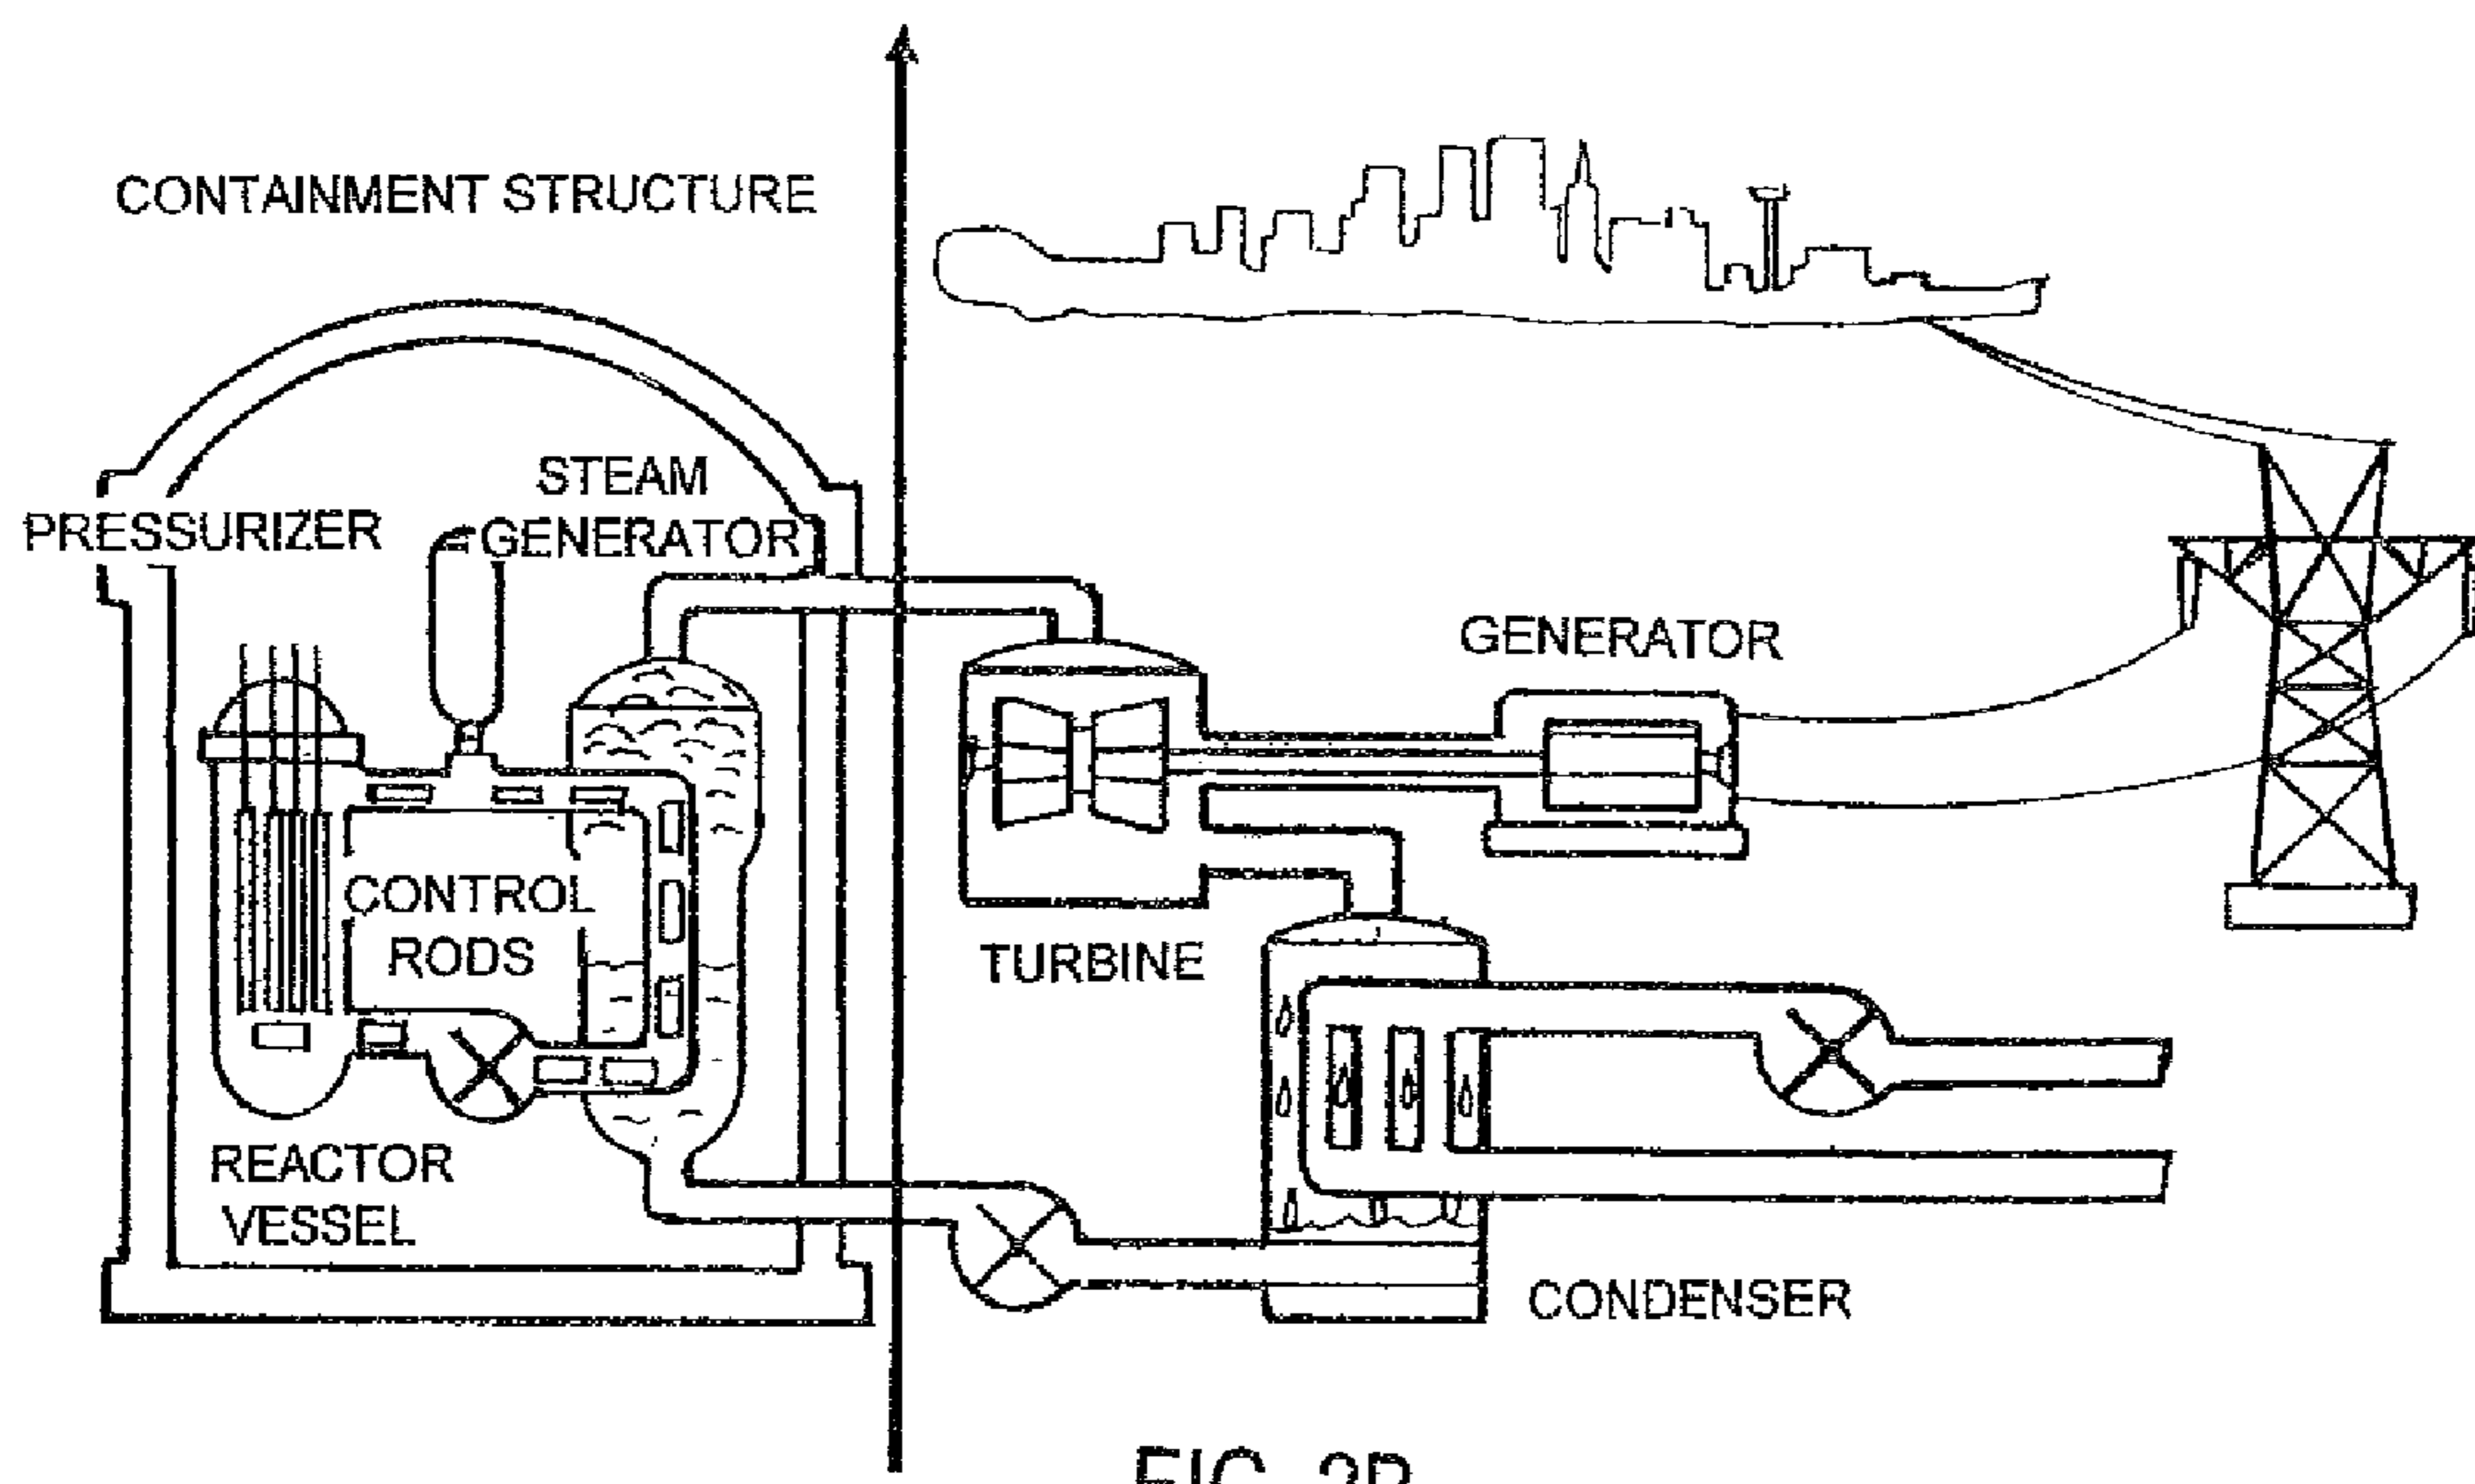 CONTAINMENT STRUCTURE
STEAM
GENERATOR
PRESSURIZER
GENERATOR
CONTROL
RODS
TURBINE
REACTOR
VESSEL
CONDENSER